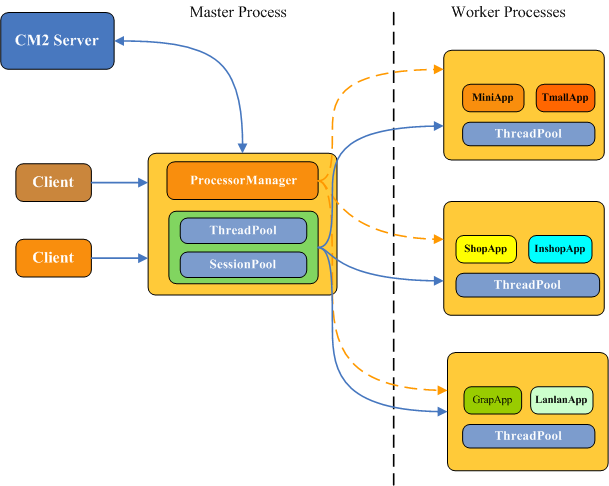 Master Process
Worker Processes
CM2 Server
Client
Client
ProcessorManager
ThreadPool
SessionPool
MiniApp
TmallApp
ThreadPool
ShopApp
InshopApp
ThreadPool
GrapApp
LanlanApp
ThreadPool